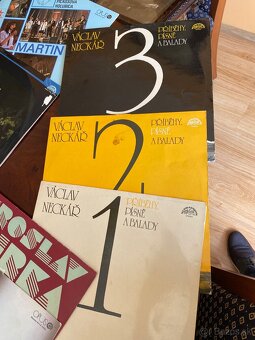 MARTIN
VÁCLAV
NECKÁŘ
3
PŘÍBĚHY,
PÍSNĚ
A BALADY
VÁCLAV
NECKÁŘ
2
PŘÍBĚHY,
PÍSNĚ
A BALADY
VÁCLAV
NECKÁŘ
1
PŘÍBĚHY,
PÍSNĚ
A BALADY
OPUS